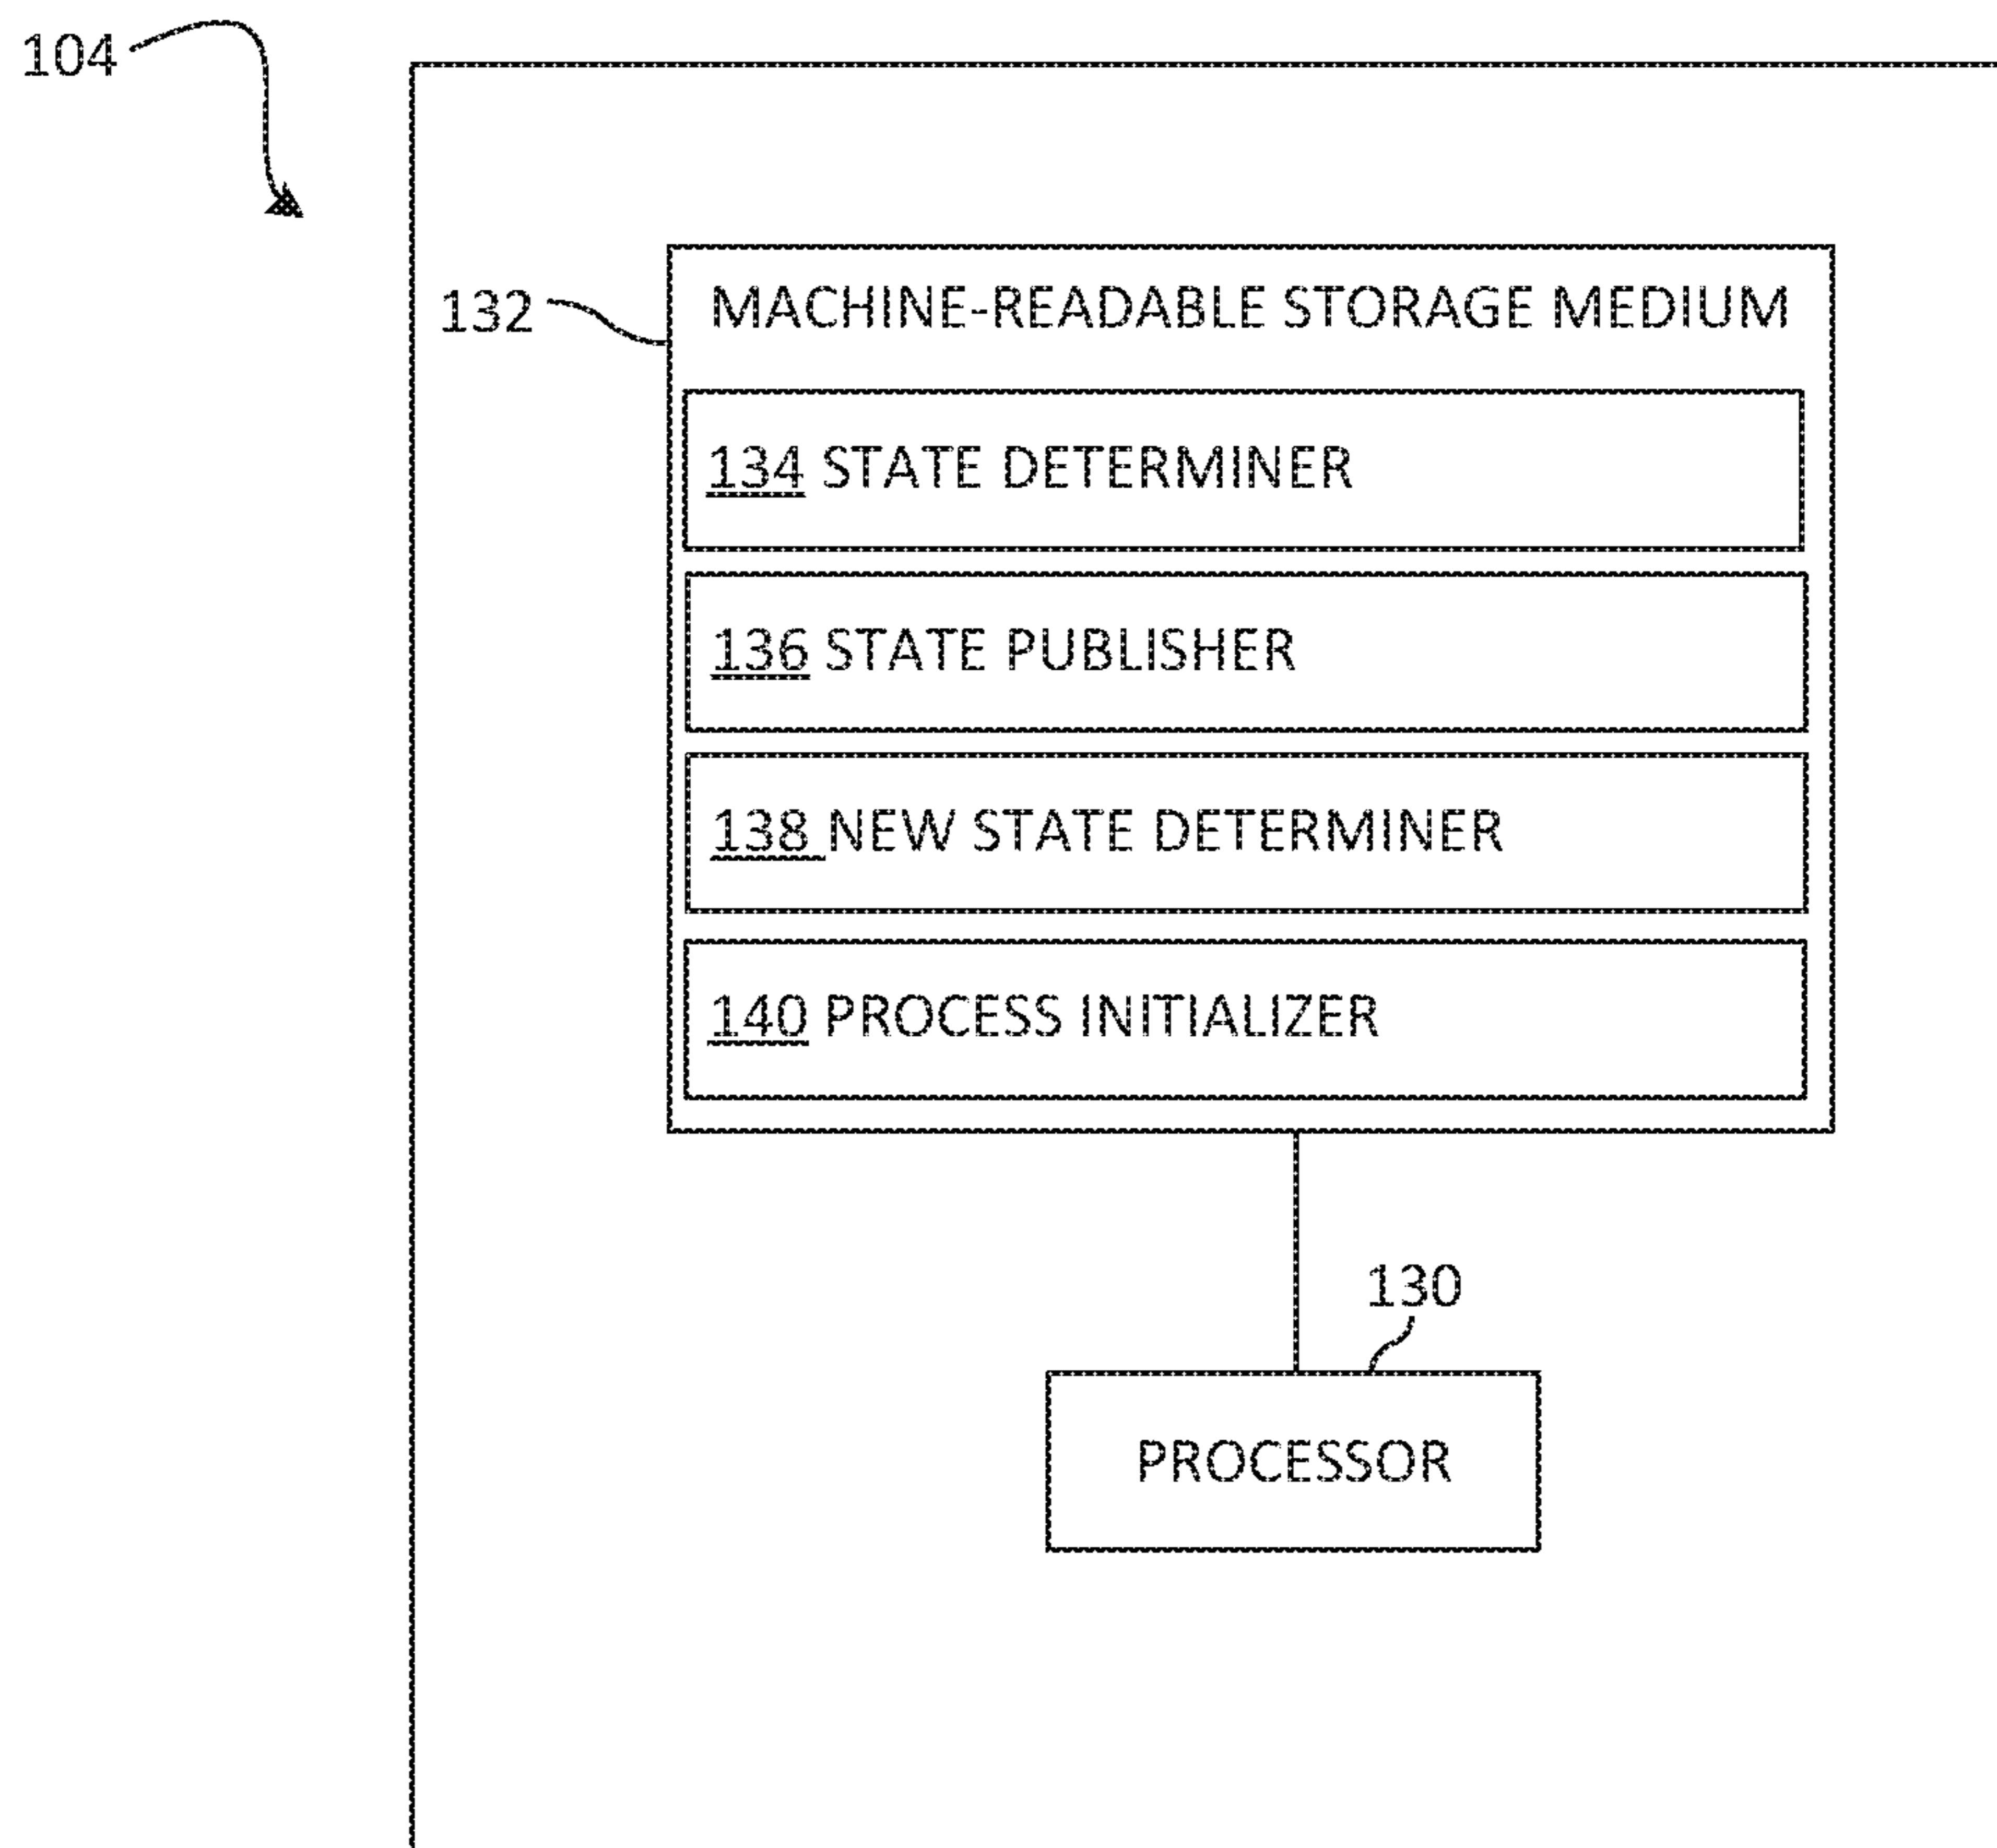 104
132
MACHINE-READABLE STORAGE MEDIUM
134 STATE DETERMINER
136 STATE PUBLISHER
138 NEW STATE DETERMINER
140 PROCESS INITIALIZER
130
PROCESSOR